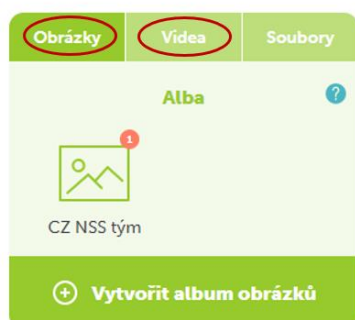 Obrázky Videa Soubory
Alba ?
1
CZ NSS tým
Vytvořit album obrázků